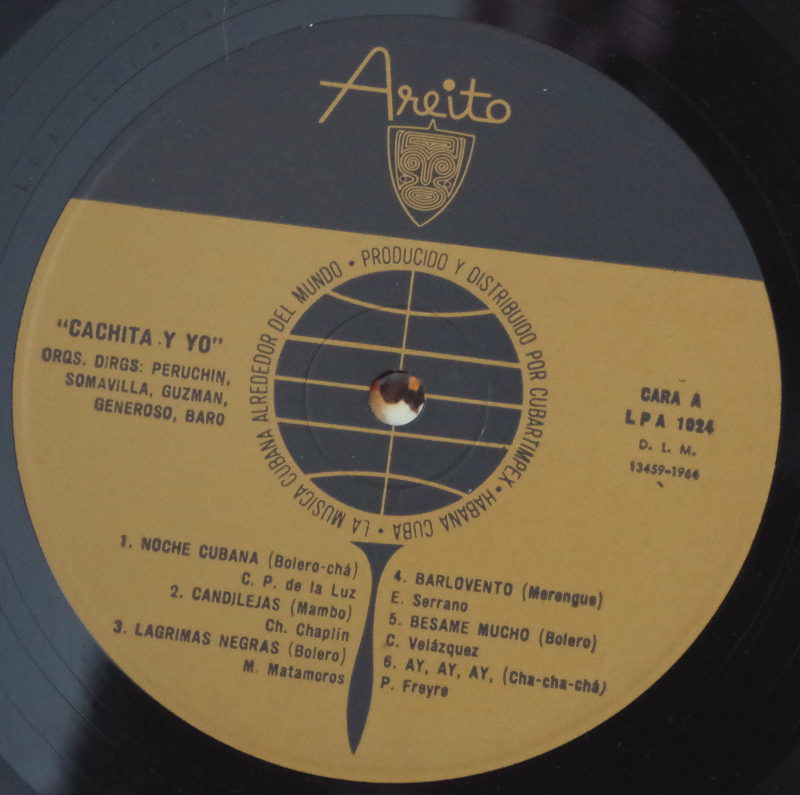 Areito
PRODUCIDO Y DISTRIBUIDO POR CUBARTIMPEX • HABANA CUBA • LA MUSICA CUBANA ALREDEDOR DEL MUNDO •
"CACHITA Y YO"
ORQS. DIRGS: PERUCHIN,
SOMAVILLA, GUZMAN,
GENEROSO, BARO
CARA A
LPA 1024
D. L. M.
13459-1966
1. NOCHE CUBANA (Bolero-chá)
C. P. de la Luz
2. CANDILEJAS (Mambo)
Ch. Chaplin
3. LAGRIMAS NEGRAS (Bolero)
M. Matamoros
4. BARLOVENTO (Merengue)
E. Serrano
5. BESAME MUCHO (Bolero)
C. Velázquez
6. AY, AY, AY, (Cha-cha-chá)
P. Freyre